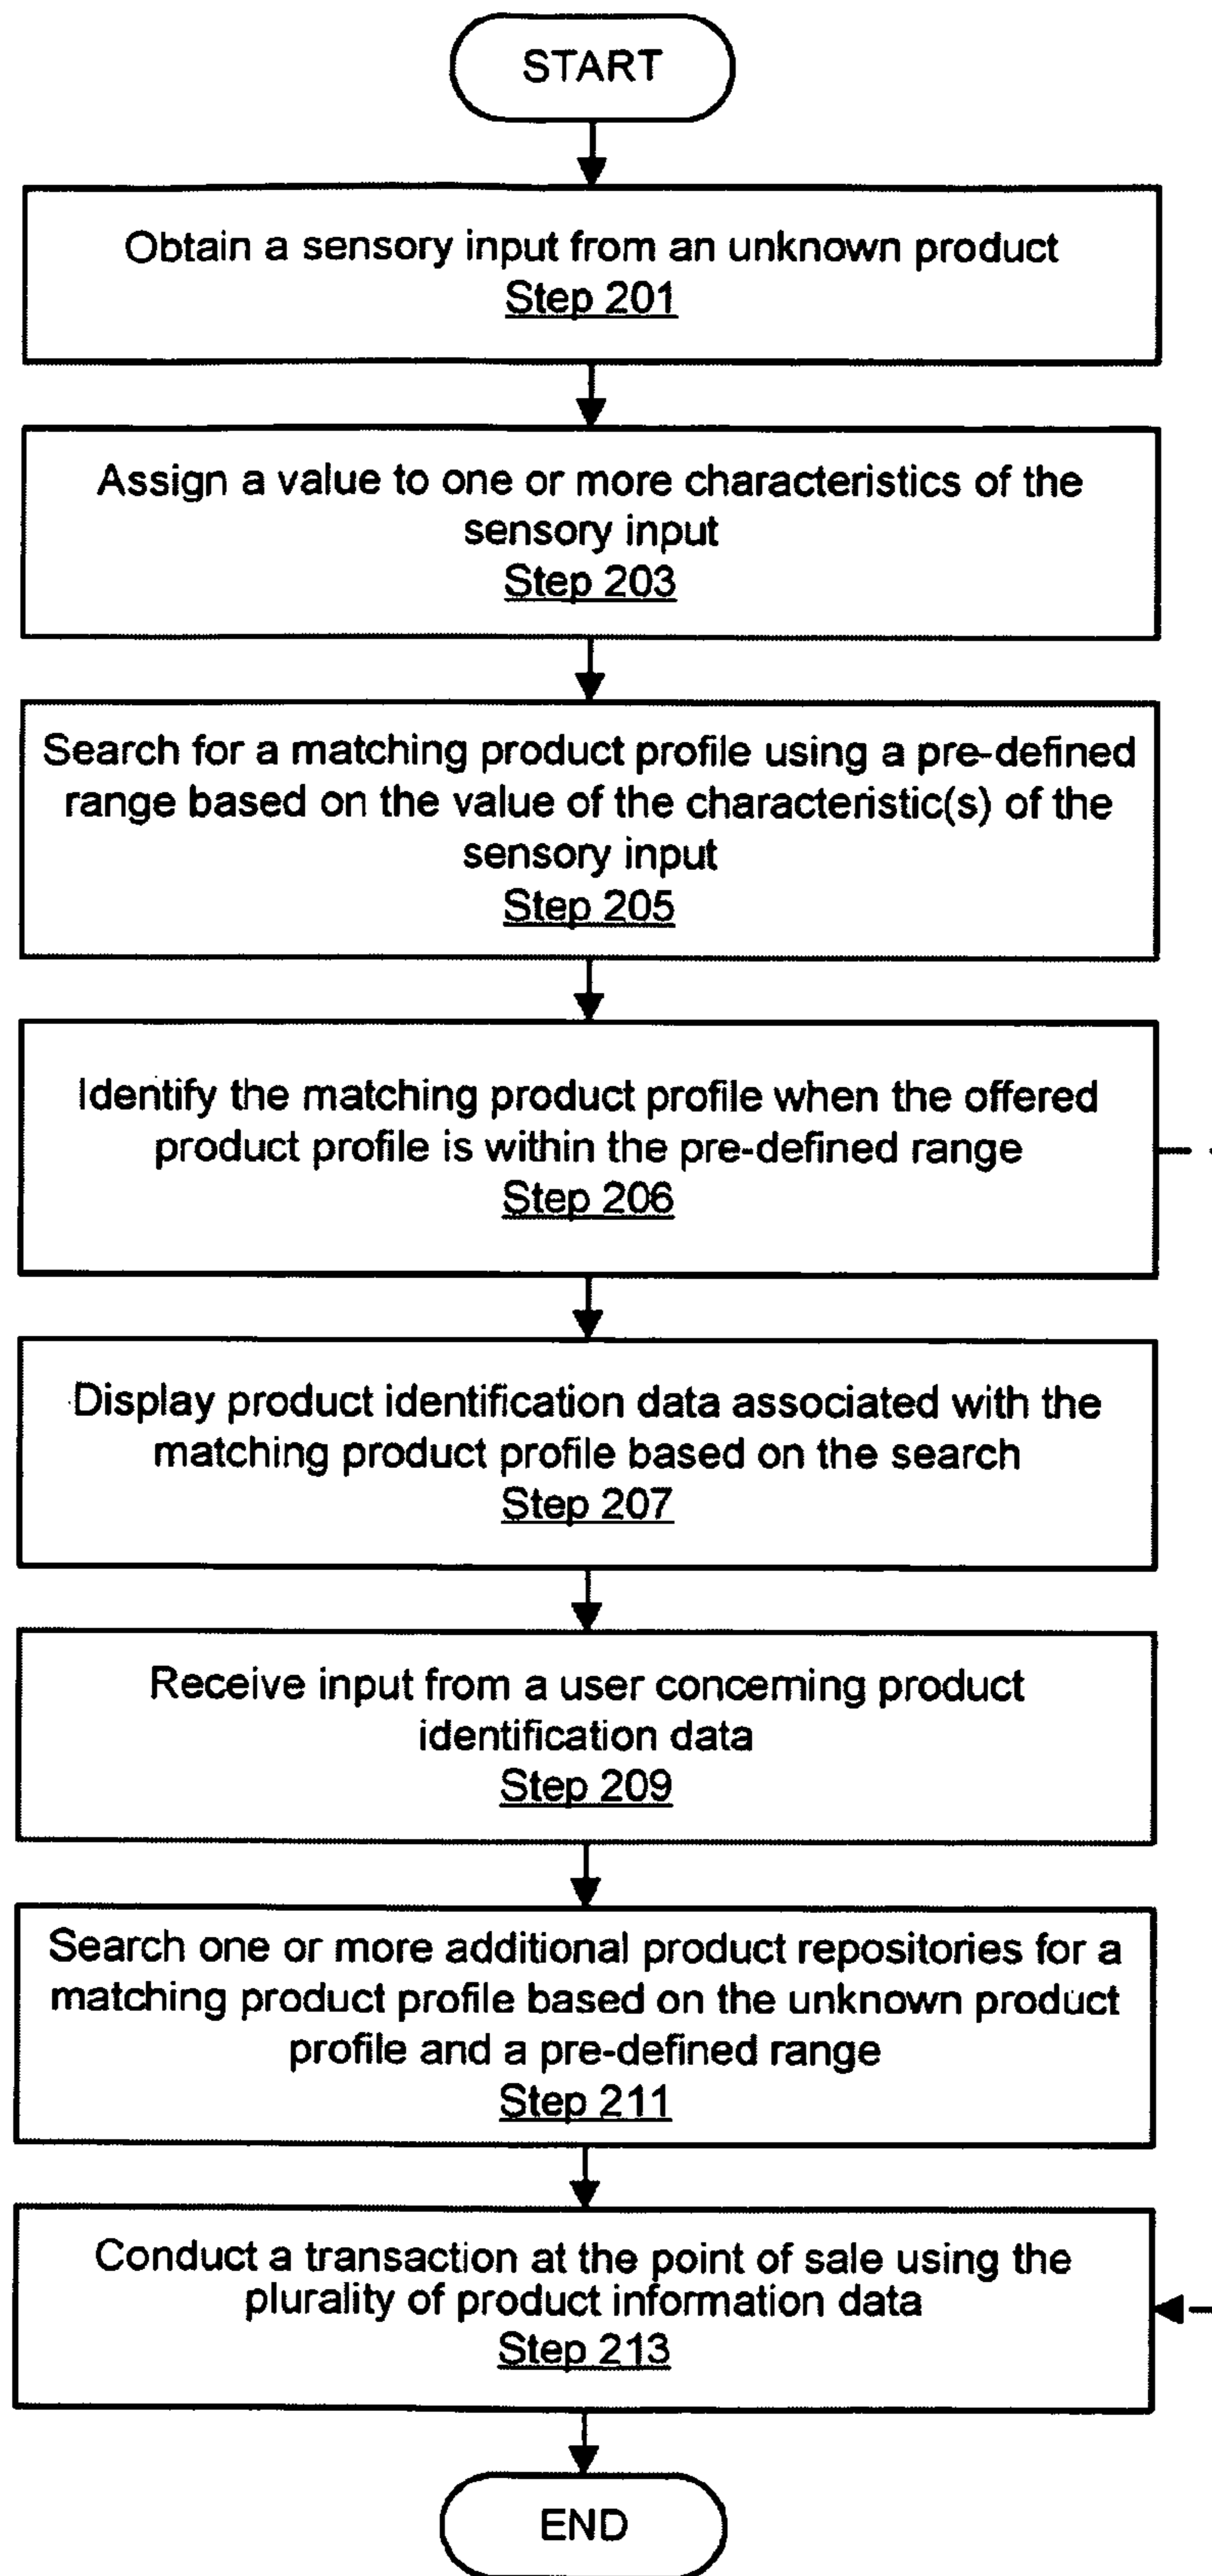 START
Obtain a sensory input from an unknown product
Step 201
Assign a value to one or more characteristics of the
sensory input
Step 203
Search for a matching product profile using a pre-defined
range based on the value of the characteristic(s) of the
sensory input
Step 205
Identify the matching product profile when the offered
product profile is within the pre-defined range
Step 206
Display product identification data associated with the
matching product profile based on the search
Step 207
Receive input from a user concerning product
identification data
Step 209
Search one or more additional product repositories for a
matching product profile based on the unknown product
profile and a pre-defined range
Step 211
Conduct a transaction at the point of sale using the
plurality of product information data
Step 213
END